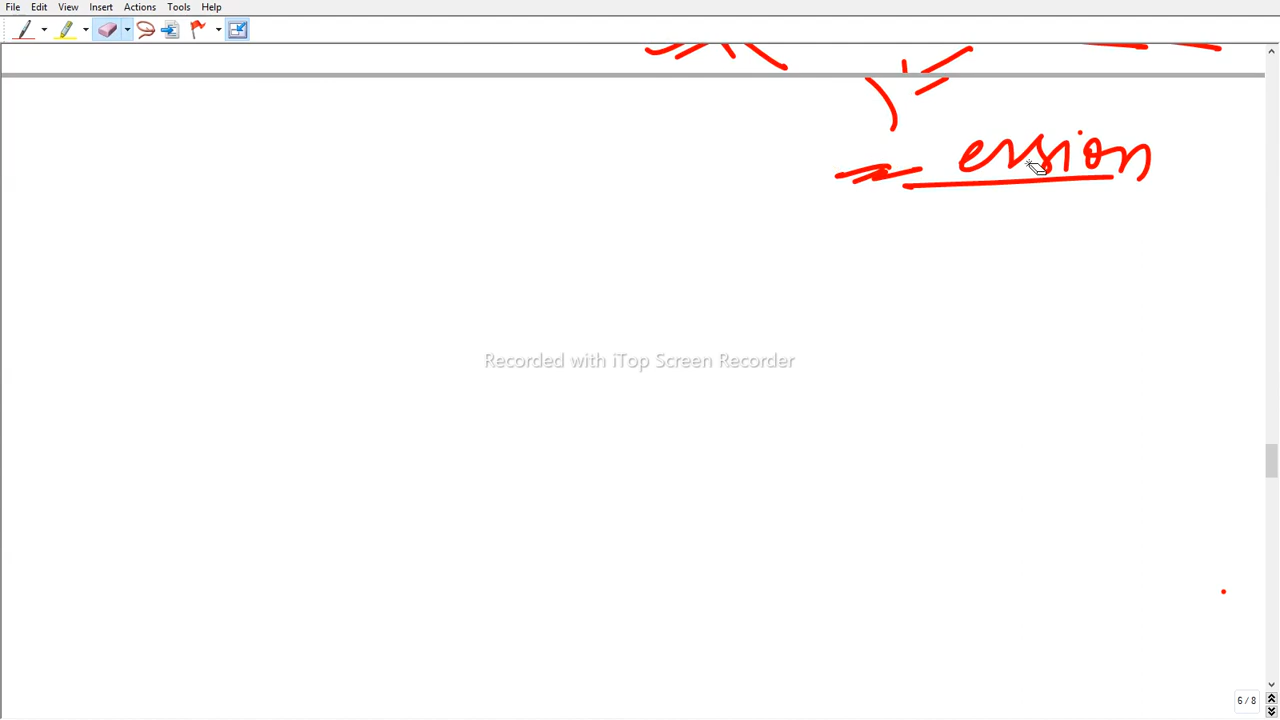 File Edit View Insert Actions Tools Help
ersion
Recorded with iTop Screen Recorder
6 / 8